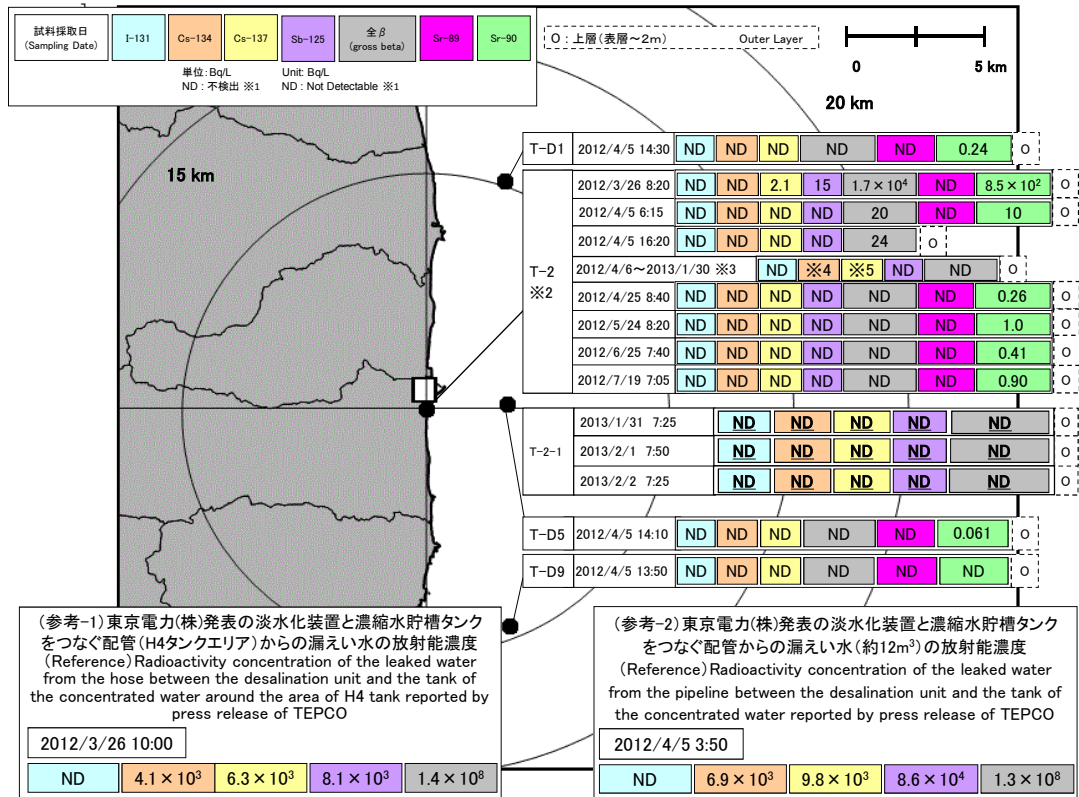 試料採取日
(Sampling Date)
I-131
Cs-134
Cs-137
Sb-125
全β
(gross beta)
Sr-89
Sr-90
単位:Bq/L
Unit: Bq/L
ND : 不検出 ※1
ND : Not Detectable ※1
O : 上層(表層～2m) Outer Layer
0 5 km
20 km
15 km
T-D1 2012/4/5 14:30 ND ND ND ND ND 0.24 O
T-2
※2
2012/3/26 8:20 ND ND 2.1 15 1.7×10⁴ ND 8.5×10² O
2012/4/5 6:15 ND ND ND ND 20 ND 10 O
2012/4/5 16:20 ND ND ND ND 24 O
2012/4/6～2013/1/30 ※3 ND ※4 ※5 ND ND O
2012/4/25 8:40 ND ND ND ND ND ND 0.26 O
2012/5/24 8:20 ND ND ND ND ND ND 1.0 O
2012/6/25 7:40 ND ND ND ND ND ND 0.41 O
2012/7/19 7:05 ND ND ND ND ND ND 0.90 O
T-2-1
2013/1/31 7:25 ND ND ND ND ND O
2013/2/1 7:50 ND ND ND ND ND O
2013/2/2 7:25 ND ND ND ND ND O
T-D5 2012/4/5 14:10 ND ND ND ND ND 0.061 O
T-D9 2012/4/5 13:50 ND ND ND ND ND ND O
(参考-1)東京電力(株)発表の淡水化装置と濃縮水貯槽タンク
をつなぐ配管(H4タンクエリア)からの漏えい水の放射能濃度
(Reference)Radioactivity concentration of the leaked water
from the hose between the desalination unit and the tank of
the concentrated water around the area of H4 tank reported by
press release of TEPCO
2012/3/26 10:00
ND 4.1×10³ 6.3×10³ 8.1×10³ 1.4×10⁸
(参考-2)東京電力(株)発表の淡水化装置と濃縮水貯槽タンク
をつなぐ配管からの漏えい水(約12m³)の放射能濃度
(Reference)Radioactivity concentration of the leaked water
from the pipeline between the desalination unit and the tank of
the concentrated water reported by press release of TEPCO
2012/4/5 3:50
ND 6.9×10³ 9.8×10³ 8.6×10⁴ 1.3×10⁸